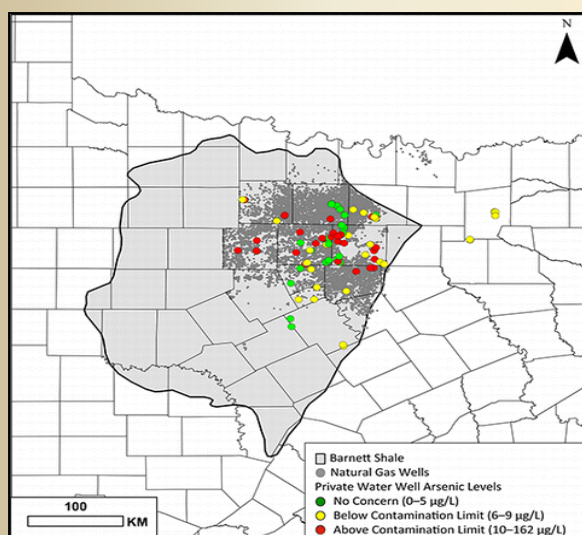 N
Barnett Shale
Natural Gas Wells
Private Water Well Arsenic Levels
No Concern (0–5 µg/L)
Below Contamination Limit (6–9 µg/L)
Above Contamination Limit (10–162 µg/L)
100
KM